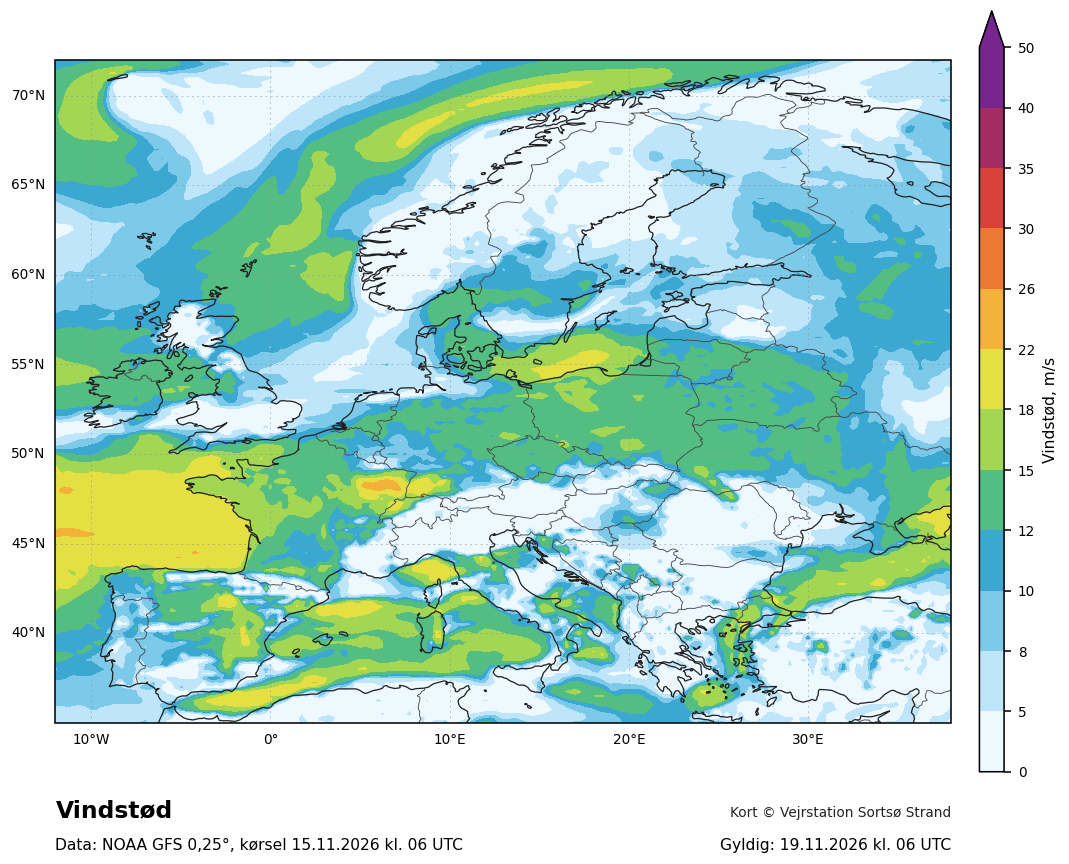 70°N
65°N
60°N
55°N
50°N
45°N
40°N
10°W
0°
10°E
20°E
30°E
50
40
35
30
26
22
18
15
12
10
8
5
0
Vindstød, m/s
Vindstød
Kort © Vejrstation Sortsø Strand
Data: NOAA GFS 0,25°, kørsel 15.11.2026 kl. 06 UTC
Gyldig: 19.11.2026 kl. 06 UTC